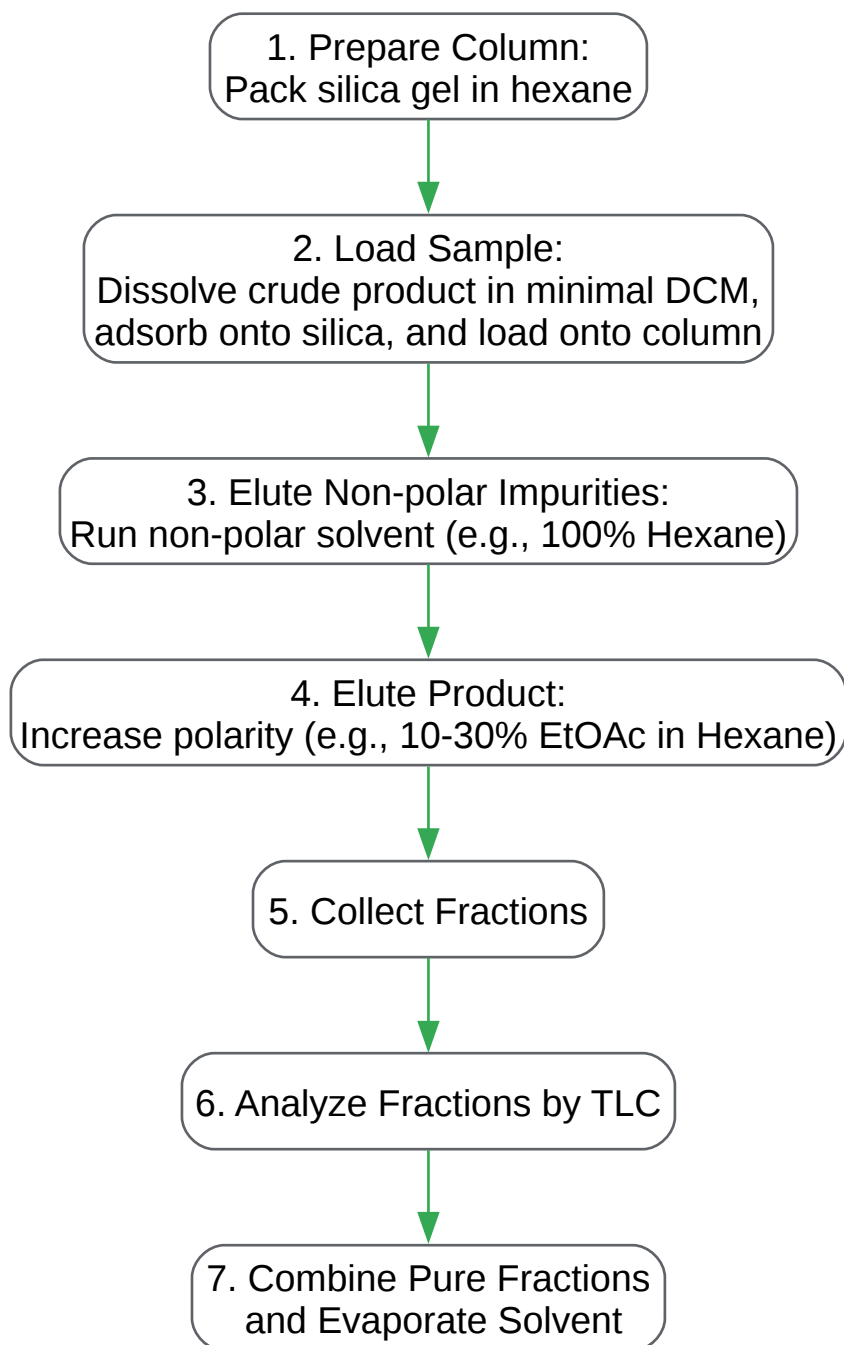 1. Prepare Column:
Pack silica gel in hexane
2. Load Sample:
Dissolve crude product in minimal DCM,
adsorb onto silica, and load onto column
3. Elute Non-polar Impurities:
Run non-polar solvent (e.g., 100% Hexane)
4. Elute Product:
Increase polarity (e.g., 10-30% EtOAc in Hexane)
5. Collect Fractions
6. Analyze Fractions by TLC
7. Combine Pure Fractions
and Evaporate Solvent